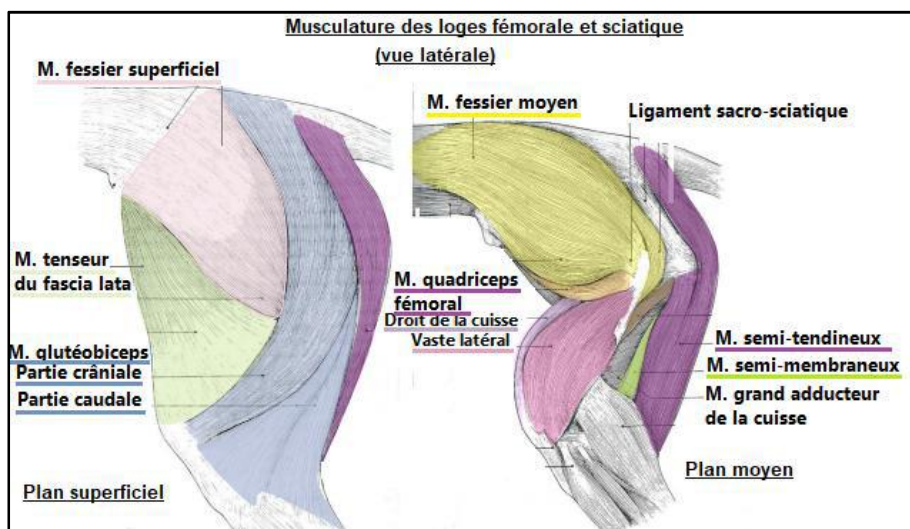 Musculature des loges fémorale et sciatique
(vue latérale)
M. fessier superficiel
M. tenseur
du fascia lata
M. glutéobiceps
Partie crâniale
Partie caudale
Plan superficiel
M. fessier moyen
Ligament sacro-sciatique
M. quadriceps
fémoral
Droit de la cuisse
Vaste latéral
M. semi-tendineux
M. semi-membraneux
M. grand adducteur
de la cuisse
Plan moyen